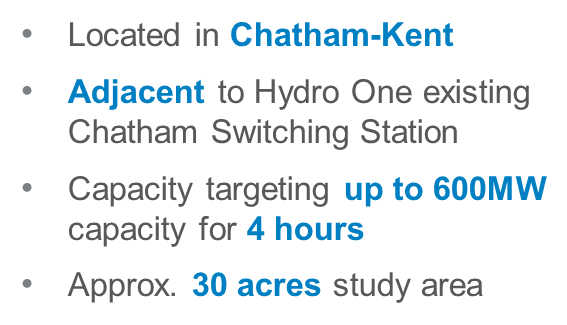 • Located in Chatham-Kent
• Adjacent to Hydro One existing
Chatham Switching Station
• Capacity targeting up to 600MW
capacity for 4 hours
• Approx. 30 acres study area